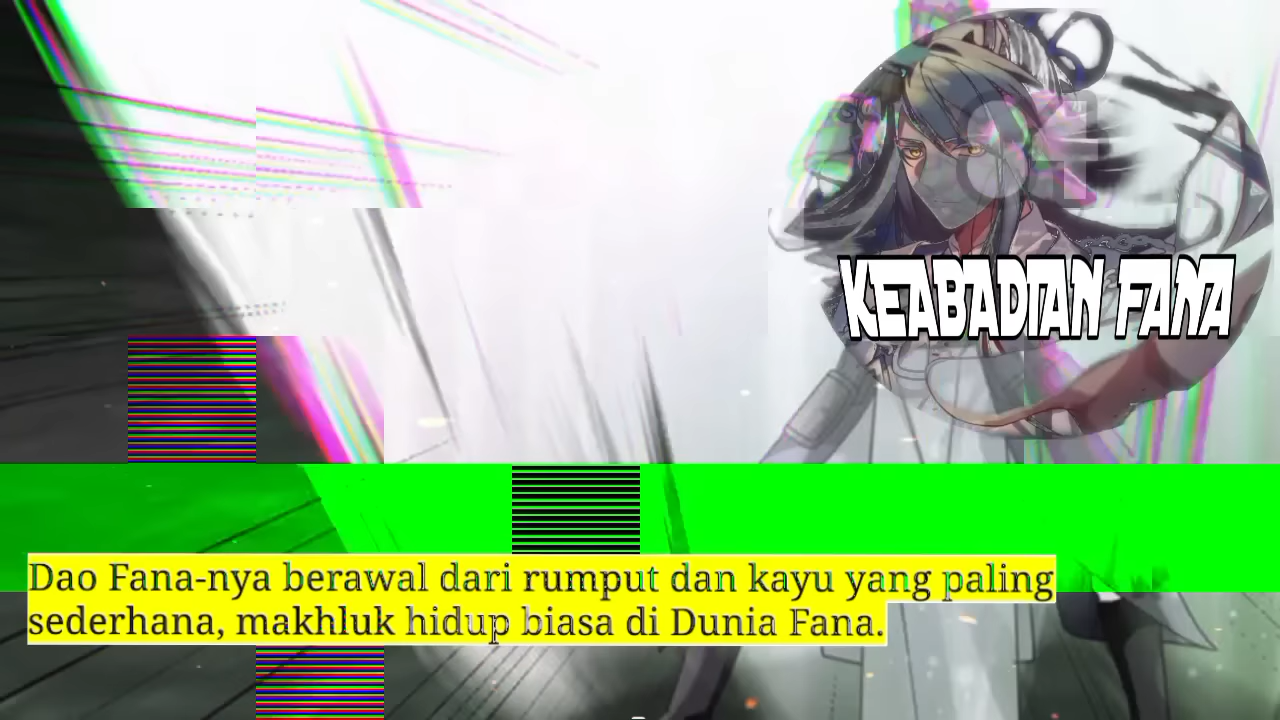 KEABADIAN FANA
Dao Fana-nya berawal dari rumput dan kayu yang paling
sederhana, makhluk hidup biasa di Dunia Fana.